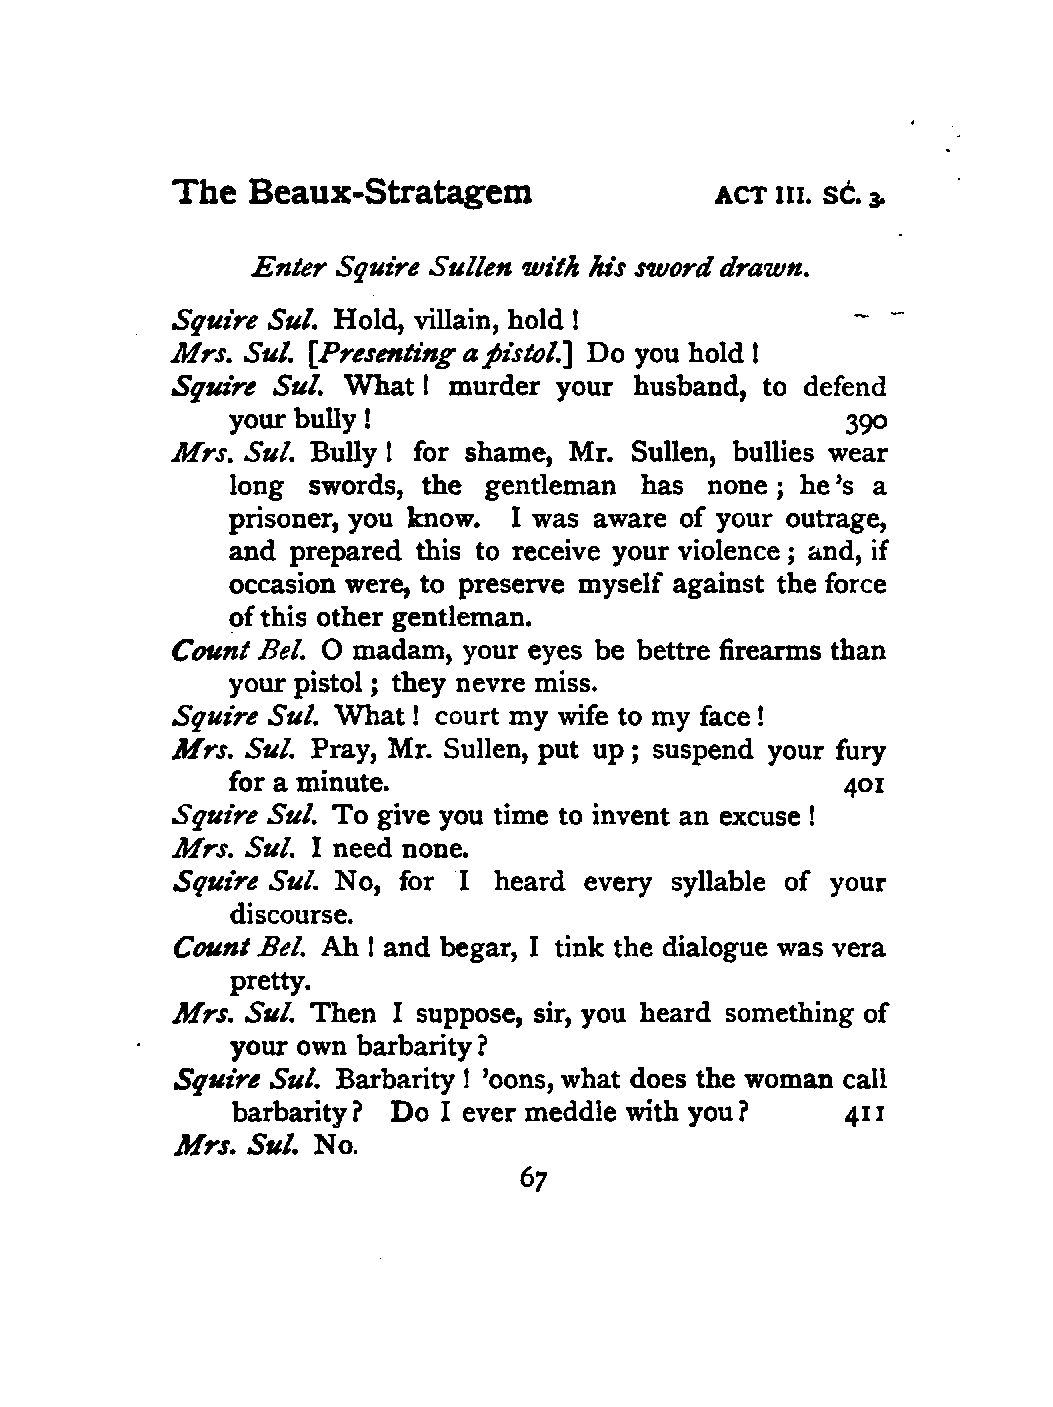 The Beaux-Stratagem ACT III. SC. 3.
Enter Squire Sullen with his sword drawn.
Squire Sul. Hold, villain, hold !
Mrs. Sul. [Presenting a pistol.] Do you hold !
Squire Sul. What ! murder your husband, to defend
your bully ! 390
Mrs. Sul. Bully ! for shame, Mr. Sullen, bullies wear
long swords, the gentleman has none ; he's a
prisoner, you know. I was aware of your outrage,
and prepared this to receive your violence ; and, if
occasion were, to preserve myself against the force
of this other gentleman.
Count Bel. O madam, your eyes be bettre firearms than
your pistol ; they nevre miss.
Squire Sul. What ! court my wife to my face !
Mrs. Sul. Pray, Mr. Sullen, put up ; suspend your fury
for a minute. 401
Squire Sul. To give you time to invent an excuse !
Mrs. Sul. I need none.
Squire Sul. No, for I heard every syllable of your
discourse.
Count Bel. Ah ! and begar, I tink the dialogue was vera
pretty.
Mrs. Sul. Then I suppose, sir, you heard something of
your own barbarity ?
Squire Sul. Barbarity ! 'oons, what does the woman call
barbarity ? Do I ever meddle with you ? 411
Mrs. Sul. No.
67